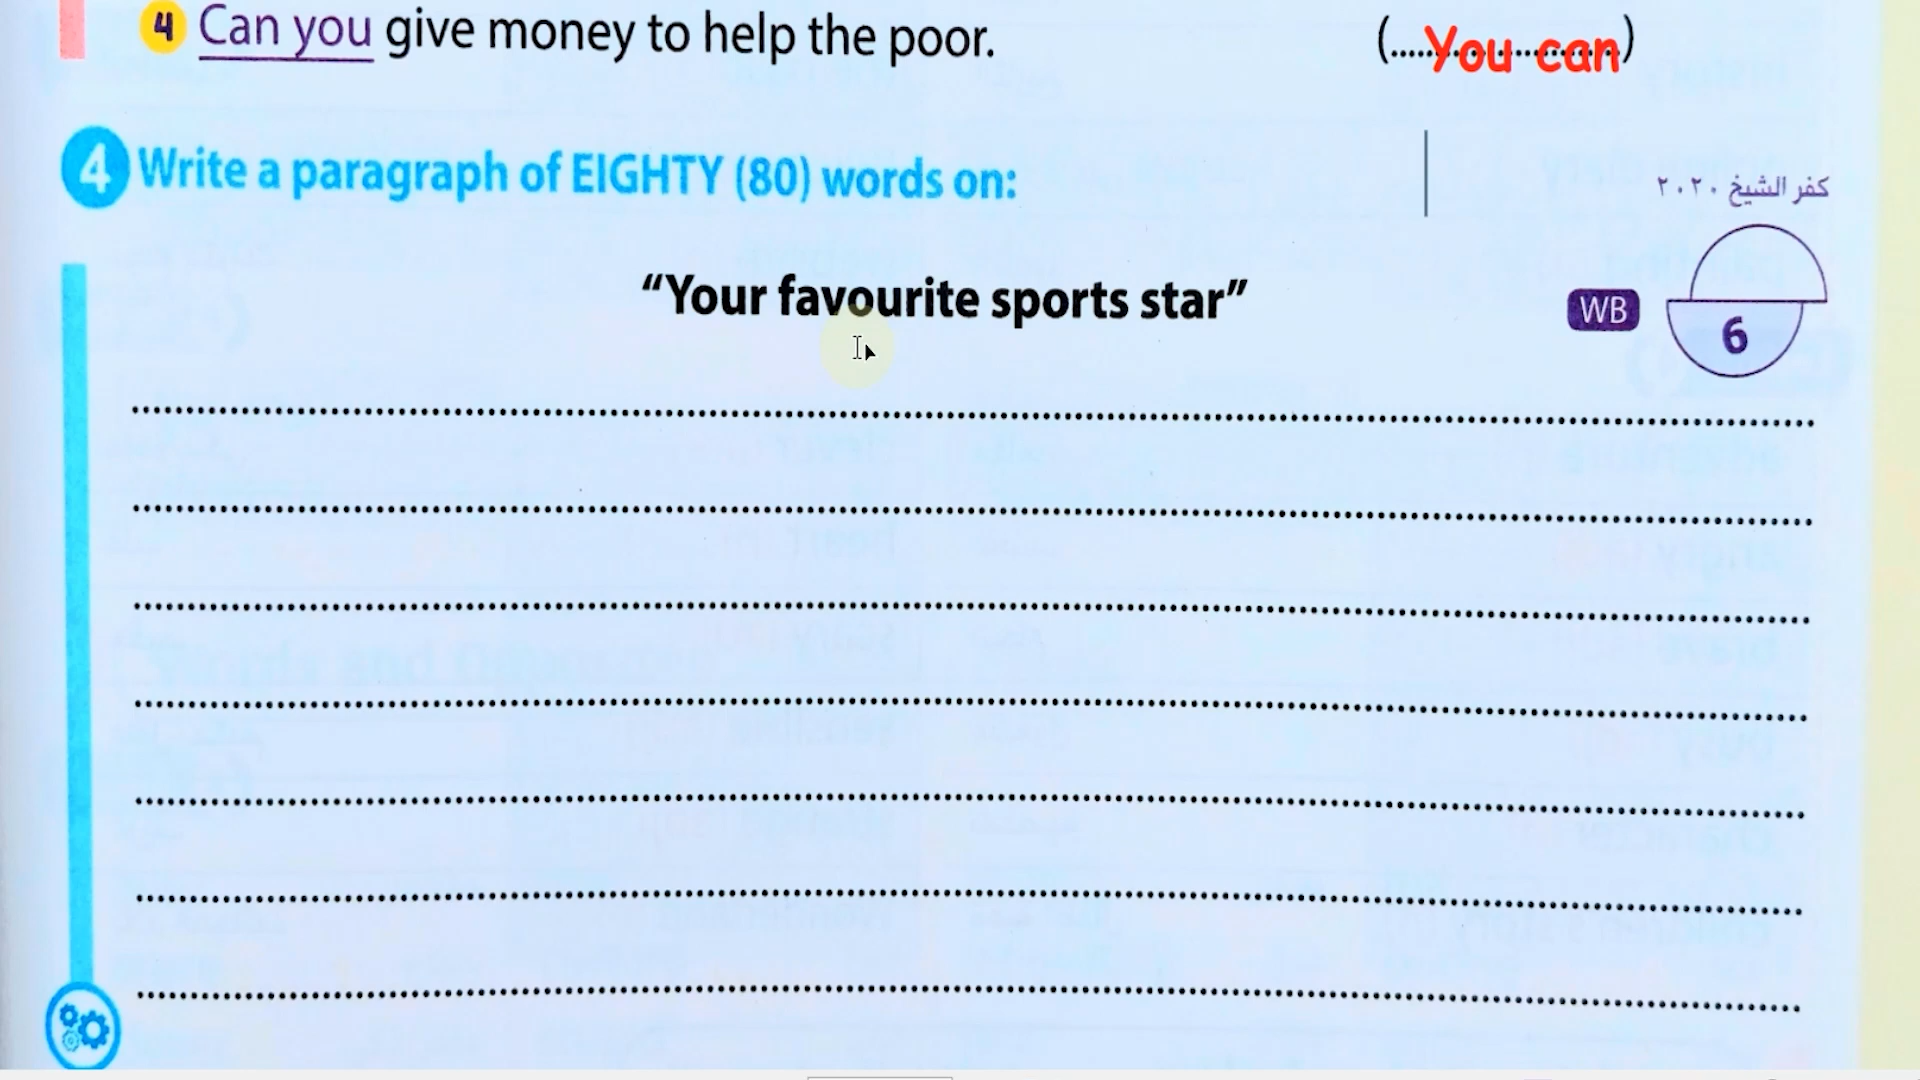 4 Can you give money to help the poor. (....You can)
4 Write a paragraph of EIGHTY (80) words on:
كفر الشيخ ٢٠٢٠
"Your favourite sports star"
WB 6